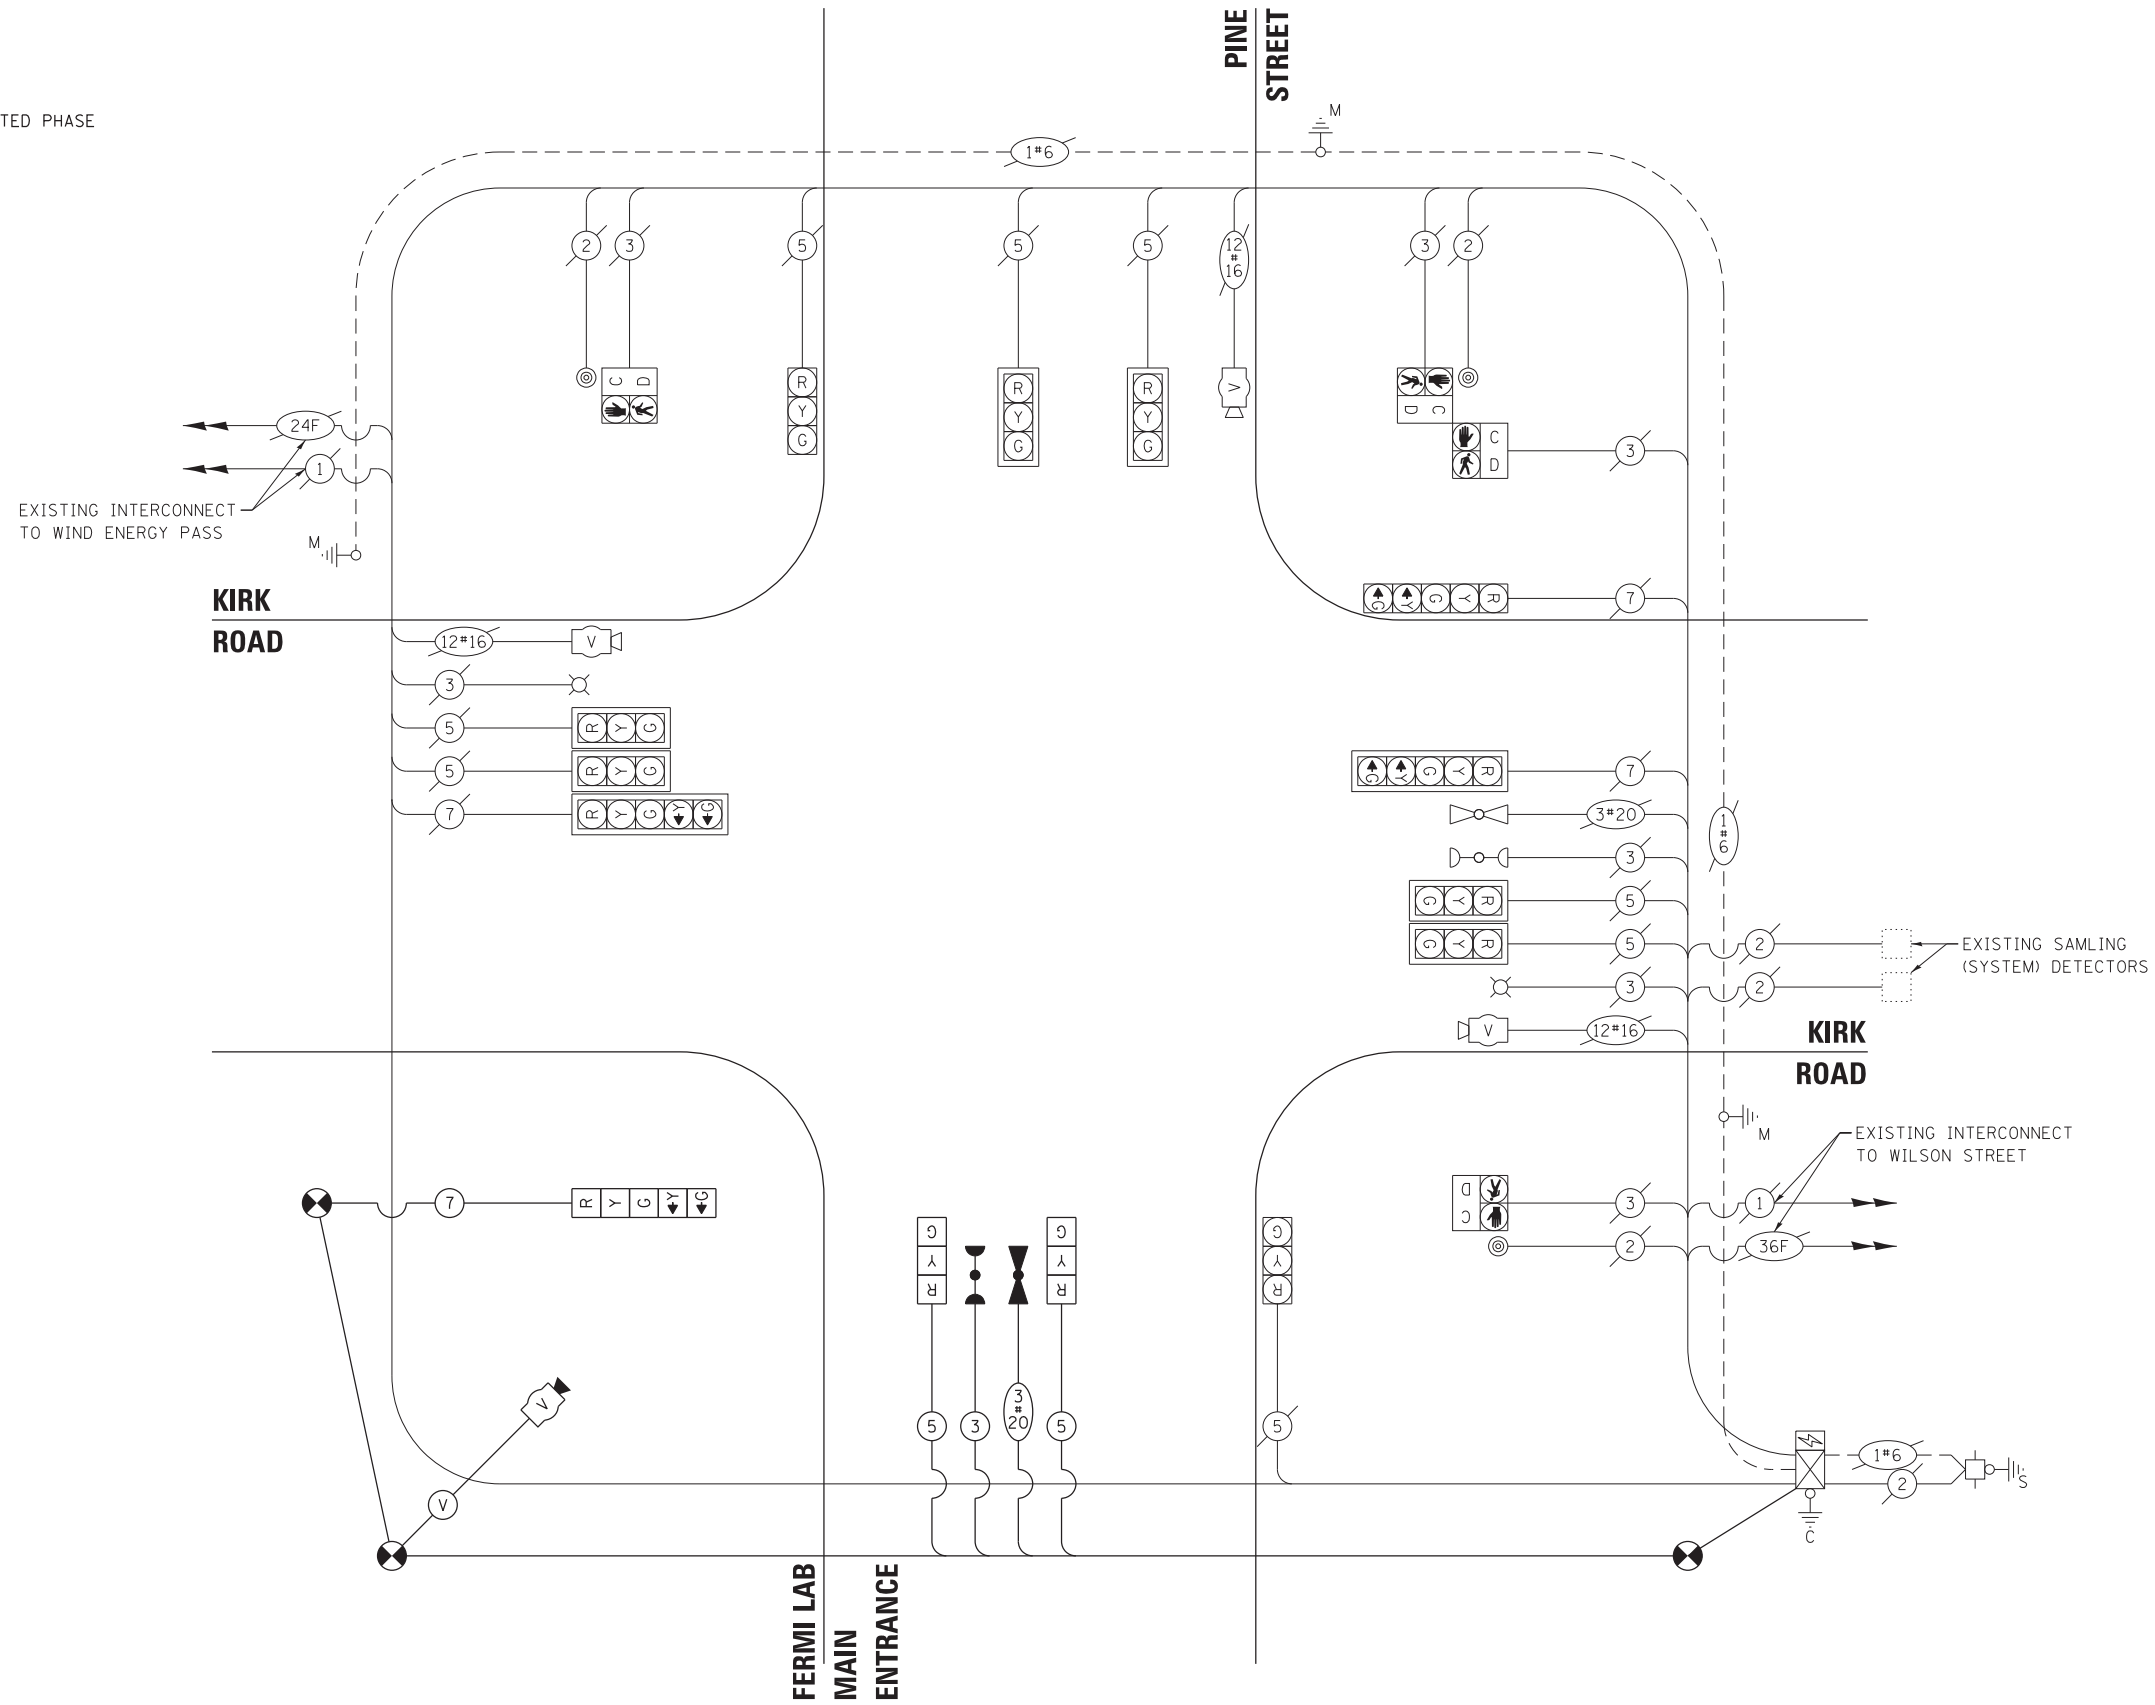 PINE
STREET
TED PHASE
M
1#6
2
3
5
5
5
12
#
16
3
2
C D
R
Y
G
R
Y
G
R
Y
G
V
D C
C
D
3
24F
1
EXISTING INTERCONNECT
TO WIND ENERGY PASS
M
KIRK
ROAD
G Y G Y R
7
12#16
V
3
5
R Y G
5
R Y G
7
R Y G Y G
G Y G Y R
7
3#20
1
#
6
3
G Y R
5
G Y R
5
2
EXISTING SAMLING
(SYSTEM) DETECTORS
3
2
V
12#16
KIRK
ROAD
M
EXISTING INTERCONNECT
TO WILSON STREET
7
R Y G Y G
D
C
3
1
2
36F
G
Y
R
G
Y
R
G
Y
R
V
V
5
3
3
#
20
5
5
1#6
2
S
C
FERMI LAB
MAIN
ENTRANCE